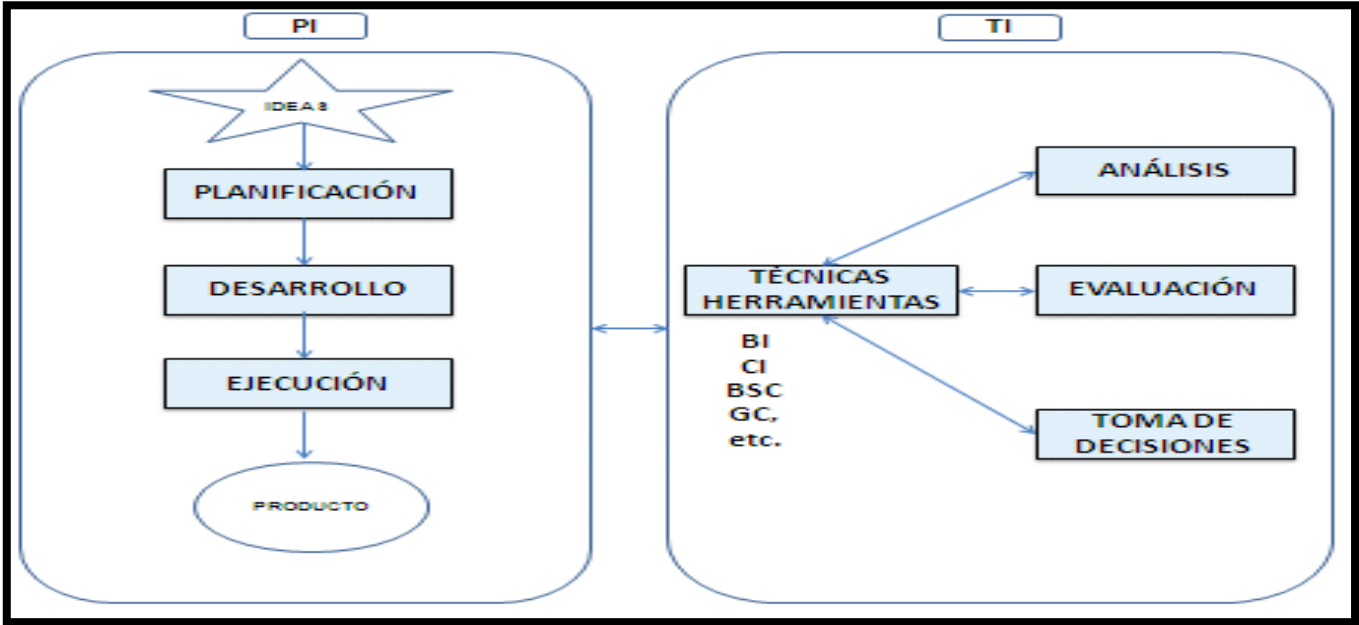 PI
IDEAS
PLANIFICACIÓN
DESARROLLO
EJECUCIÓN
PRODUCTO
TI
TÉCNICAS
HERRAMIENTAS
BI
CI
BSC
GC,
etc.
ANÁLISIS
EVALUACIÓN
TOMA DE
DECISIONES